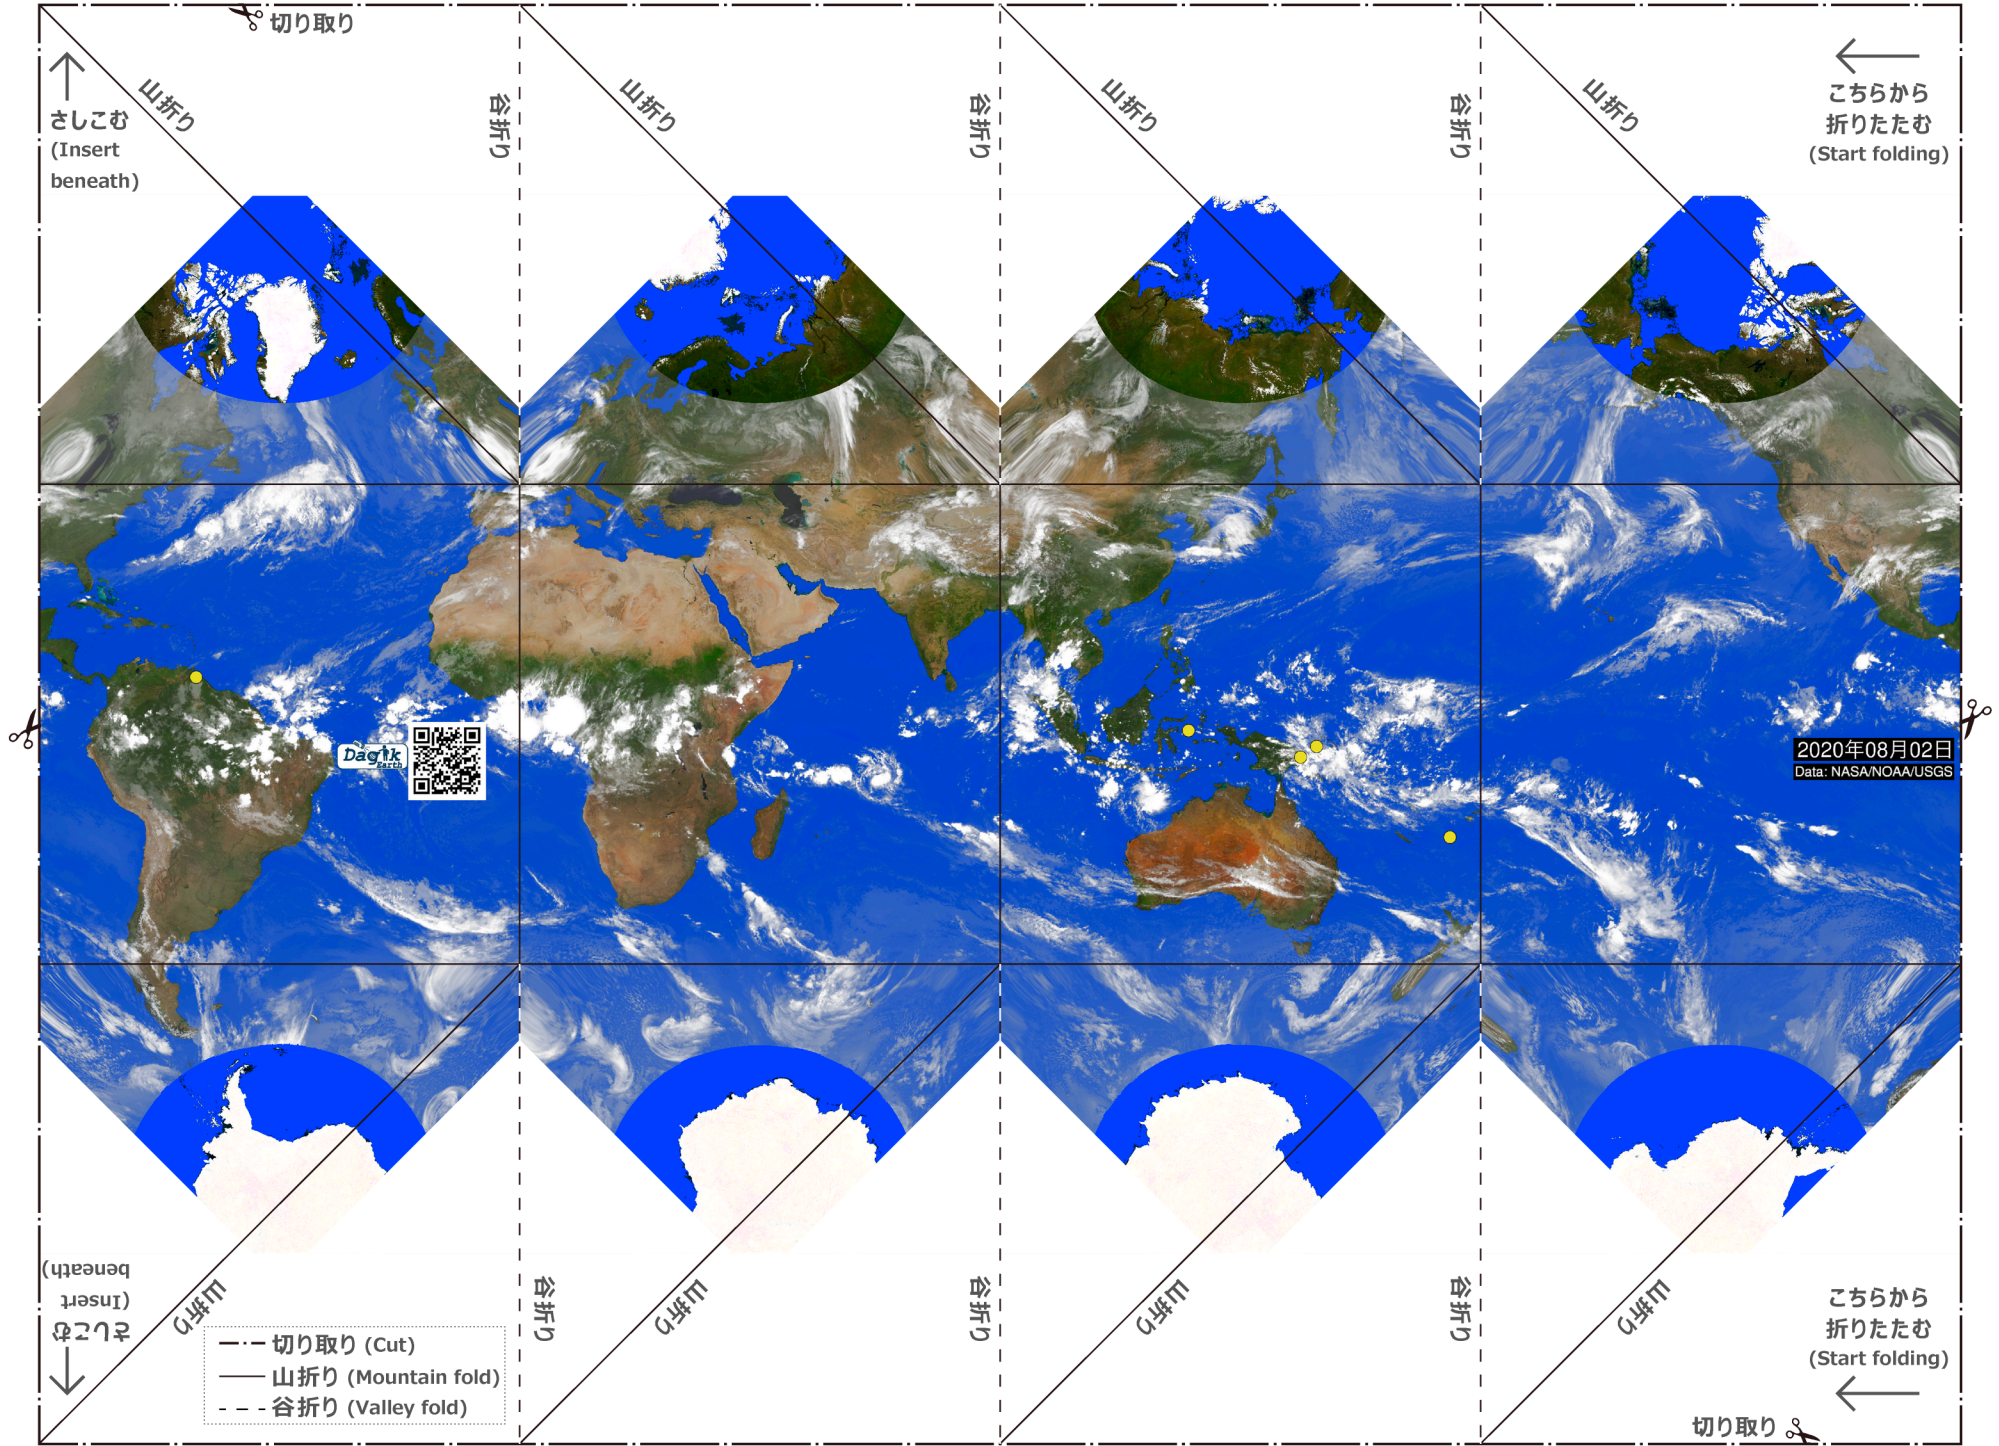 切り取り
さしこむ
(Insert
beneath)
山折り
谷折り
山折り
谷折り
山折り
谷折り
山折り
こちらから
折りたたむ
(Start folding)
Dagik
Earth
2020年08月02日
Data: NASA/NOAA/USGS
さしこむ
(Insert
beneath)
山折り
谷折り
山折り
谷折り
山折り
谷折り
山折り
こちらから
折りたたむ
(Start folding)
切り取り (Cut)
山折り (Mountain fold)
谷折り (Valley fold)
切り取り